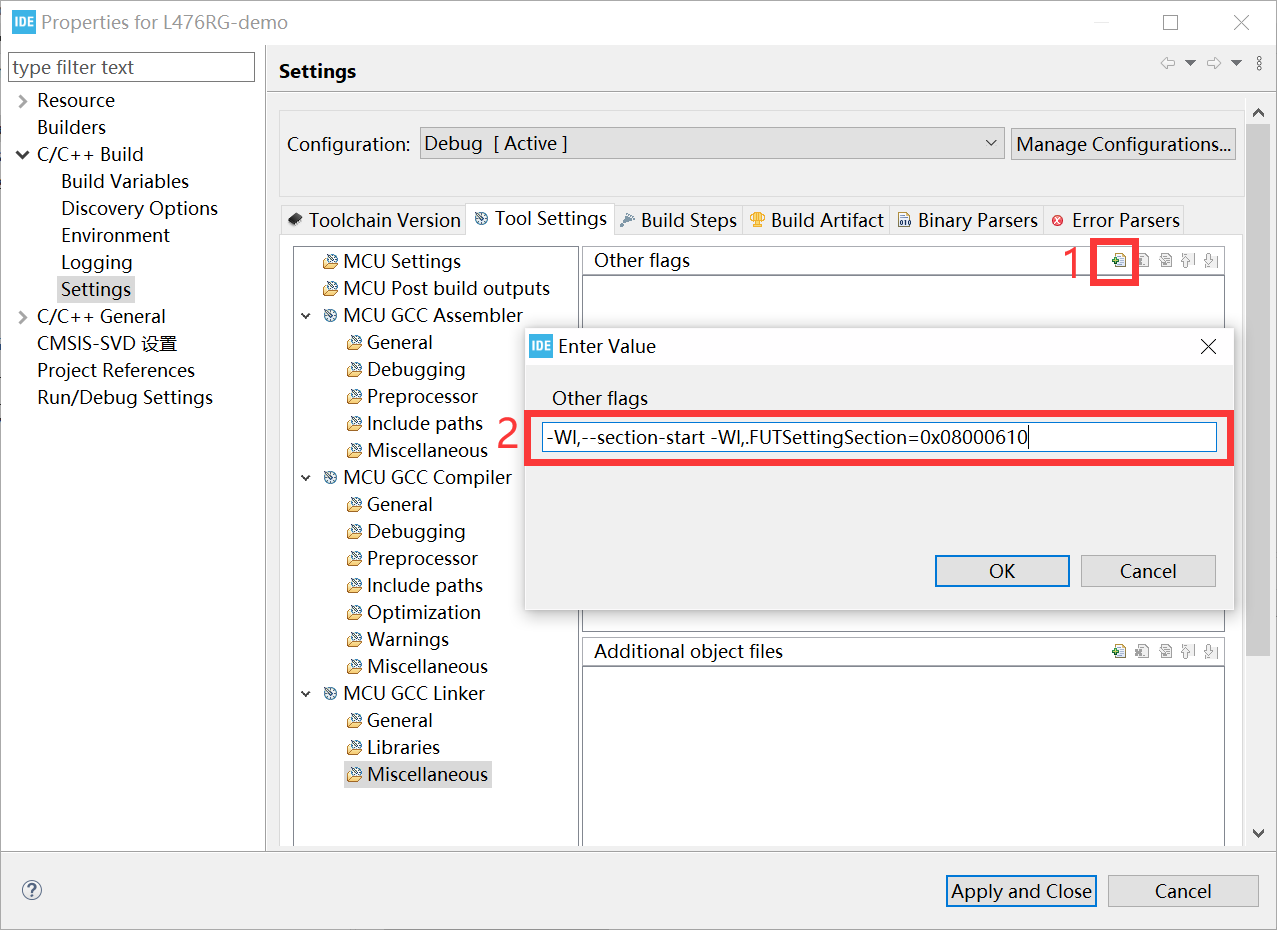 IDE Properties for L476RG-demo
type filter text
Resource
Builders
C/C++ Build
Build Variables
Discovery Options
Environment
Logging
Settings
C/C++ General
CMSIS-SVD 设置
Project References
Run/Debug Settings
Settings
Configuration: Debug [ Active ] Manage Configurations...
Toolchain Version Tool Settings Build Steps Build Artifact Binary Parsers Error Parsers
MCU Settings
MCU Post build outputs
MCU GCC Assembler
General
Debugging
Preprocessor
Include paths
Miscellaneous
MCU GCC Compiler
General
Debugging
Preprocessor
Include paths
Optimization
Warnings
Miscellaneous
MCU GCC Linker
General
Libraries
Miscellaneous
Other flags 1
IDE Enter Value
Other flags
2 -Wl,--section-start -Wl,.FUTSettingSection=0x08000610
OK Cancel
Additional object files
Apply and Close Cancel